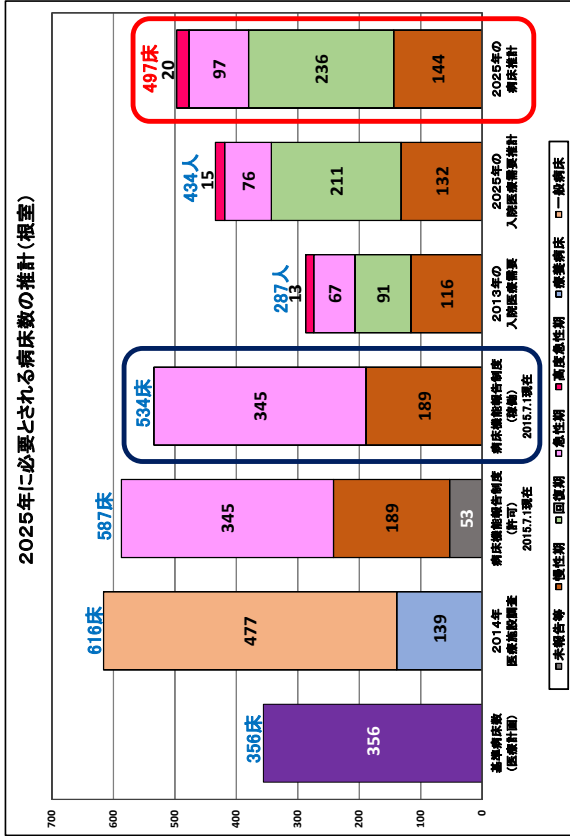 2025年に必要とされる病床数の推計(根室)
700
600
500
400
300
200
100
0
356床
356
基準病床数
(医療計画)
616床
477
139
2014年
医療施設調査
587床
345
189
53
病床機能報告制度
(許可)
2015.7.1現在
534床
345
189
病床機能報告制度
(稼働)
2015.7.1現在
287人
13
67
91
116
2013年の
入院医療需要
434人
15
76
211
132
2025年の
入院医療需要推計
497床
20
97
236
144
2025年の
病床推計
未報告等 慢性期 回復期 急性期 高度急性期 療養病床 一般病床